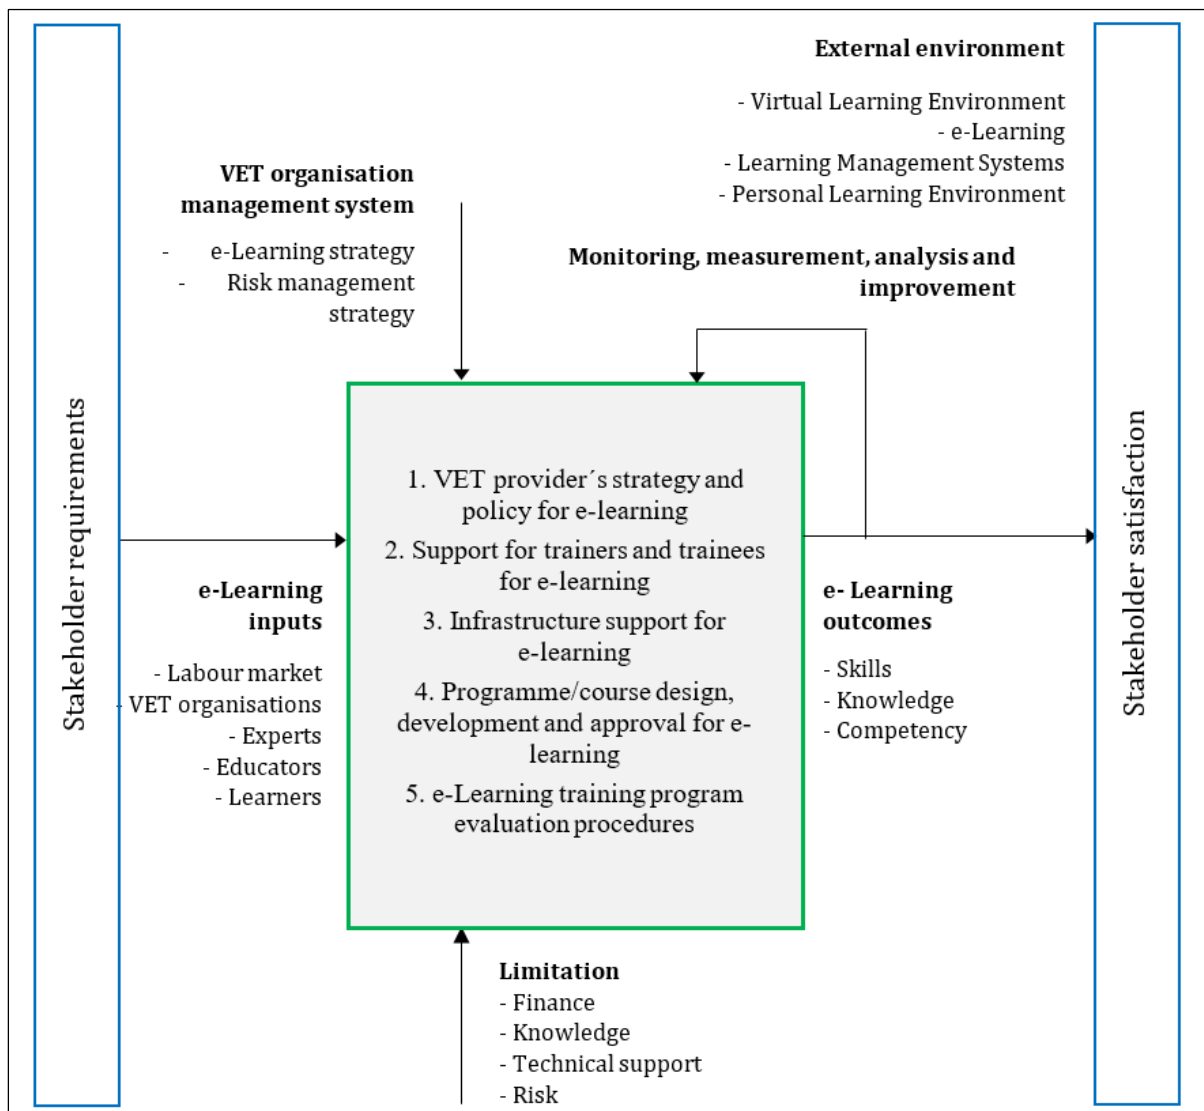 Stakeholder requirements
External environment
- Virtual Learning Environment
- e-Learning
- Learning Management Systems
- Personal Learning Environment
VET organisation
management system
- e-Learning strategy
- Risk management
strategy
Monitoring, measurement, analysis and
improvement
1. VET provider´s strategy and
policy for e-learning
2. Support for trainers and trainees
for e-learning
3. Infrastructure support for
e-learning
4. Programme/course design,
development and approval for e-
learning
5. e-Learning training program
evaluation procedures
e-Learning
inputs
- Labour market
- VET organisations
- Experts
- Educators
- Learners
e- Learning
outcomes
- Skills
- Knowledge
- Competency
Limitation
- Finance
- Knowledge
- Technical support
- Risk
Stakeholder satisfaction